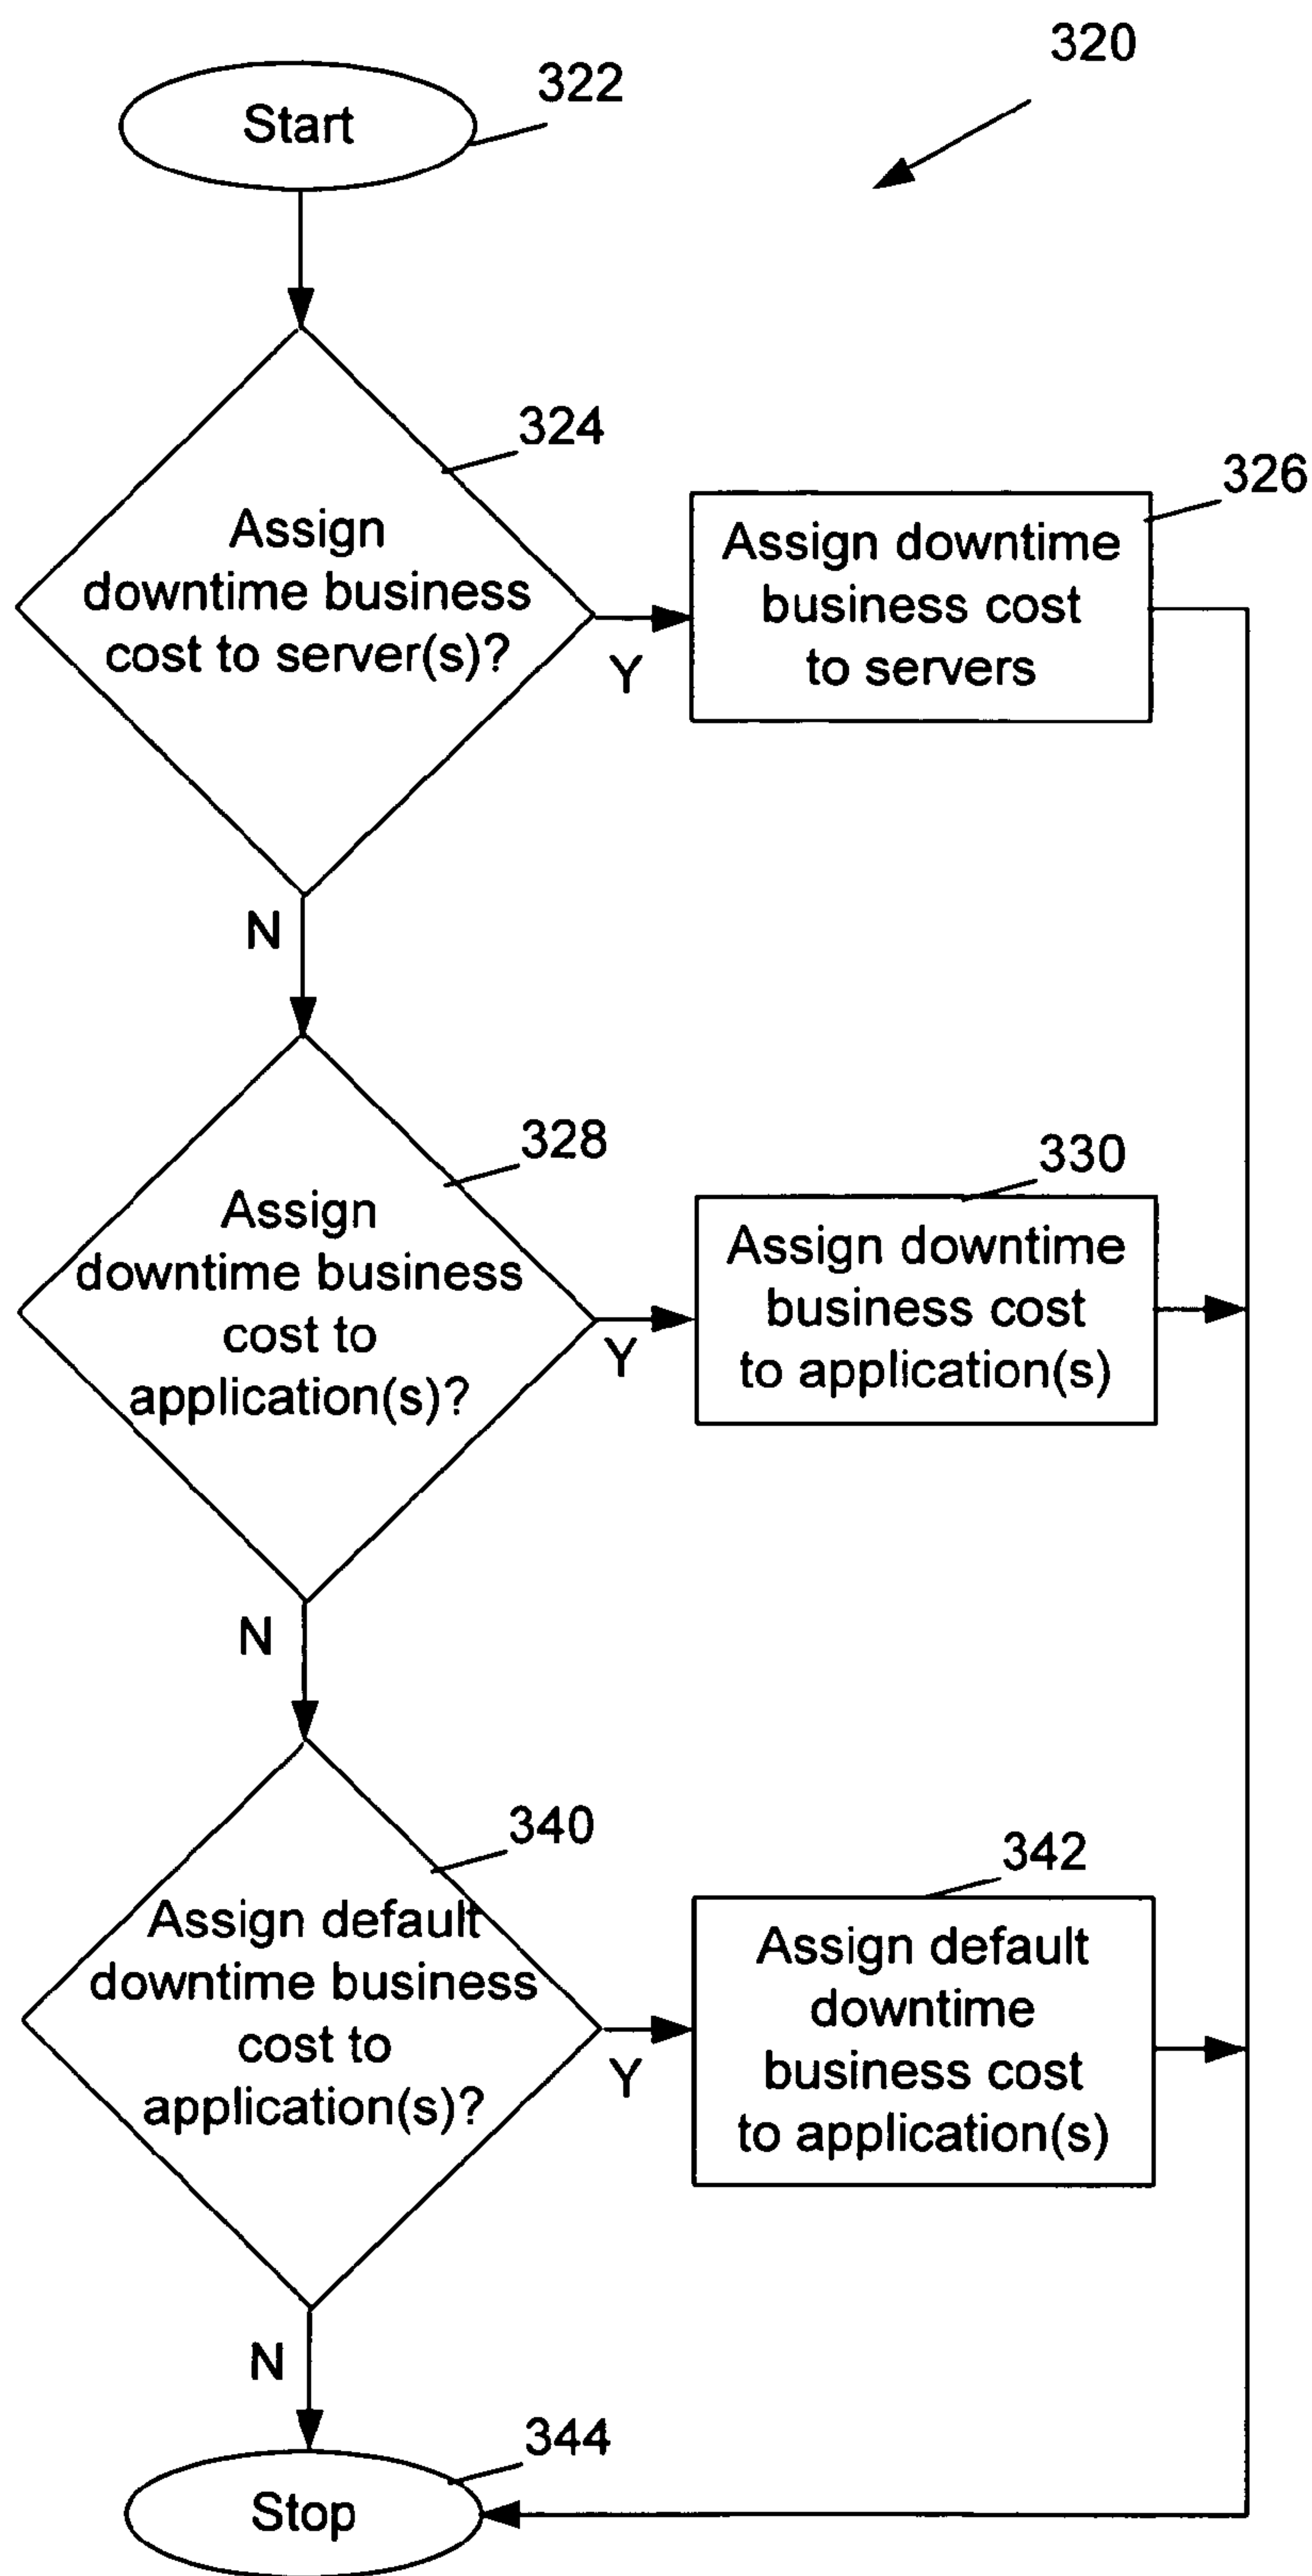 320
322
Start
324
Assign
downtime business
cost to server(s)?
Y
326
Assign downtime
business cost
to servers
N
328
Assign
downtime business
cost to
application(s)?
Y
330
Assign downtime
business cost
to application(s)
N
340
Assign default
downtime business
cost to
application(s)?
Y
342
Assign default
downtime
business cost
to application(s)
N
344
Stop